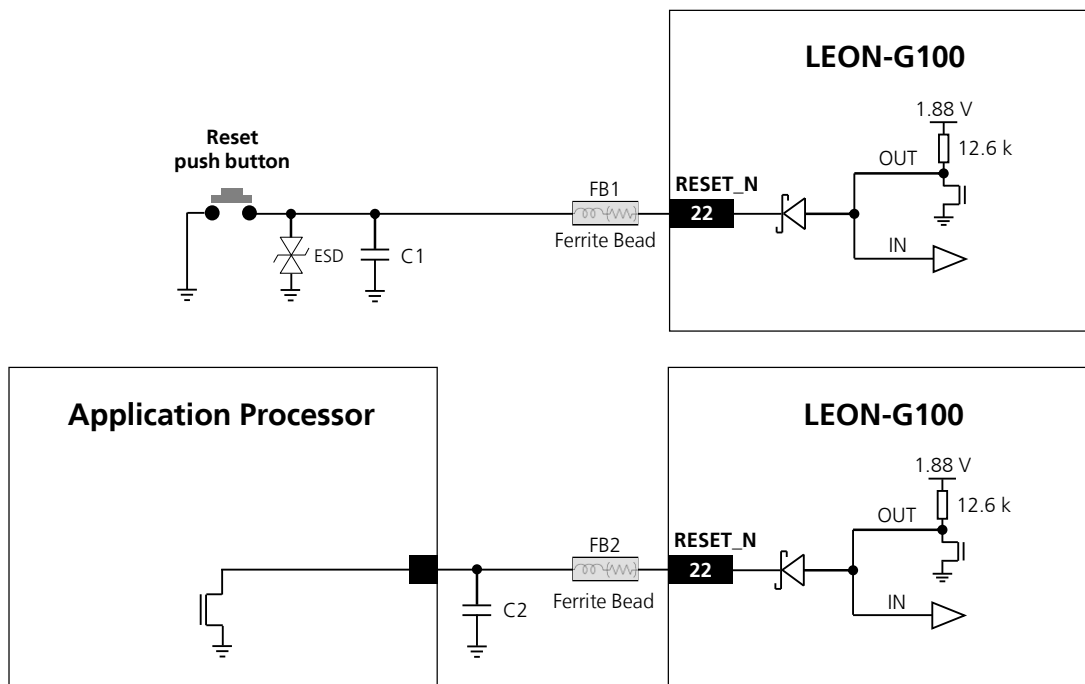 LEON-G100
1.88 V
12.6 k
OUT
IN
Reset
push button
ESD
C1
FB1
Ferrite Bead
RESET_N
22
Application Processor
LEON-G100
1.88 V
12.6 k
OUT
IN
C2
FB2
Ferrite Bead
RESET_N
22